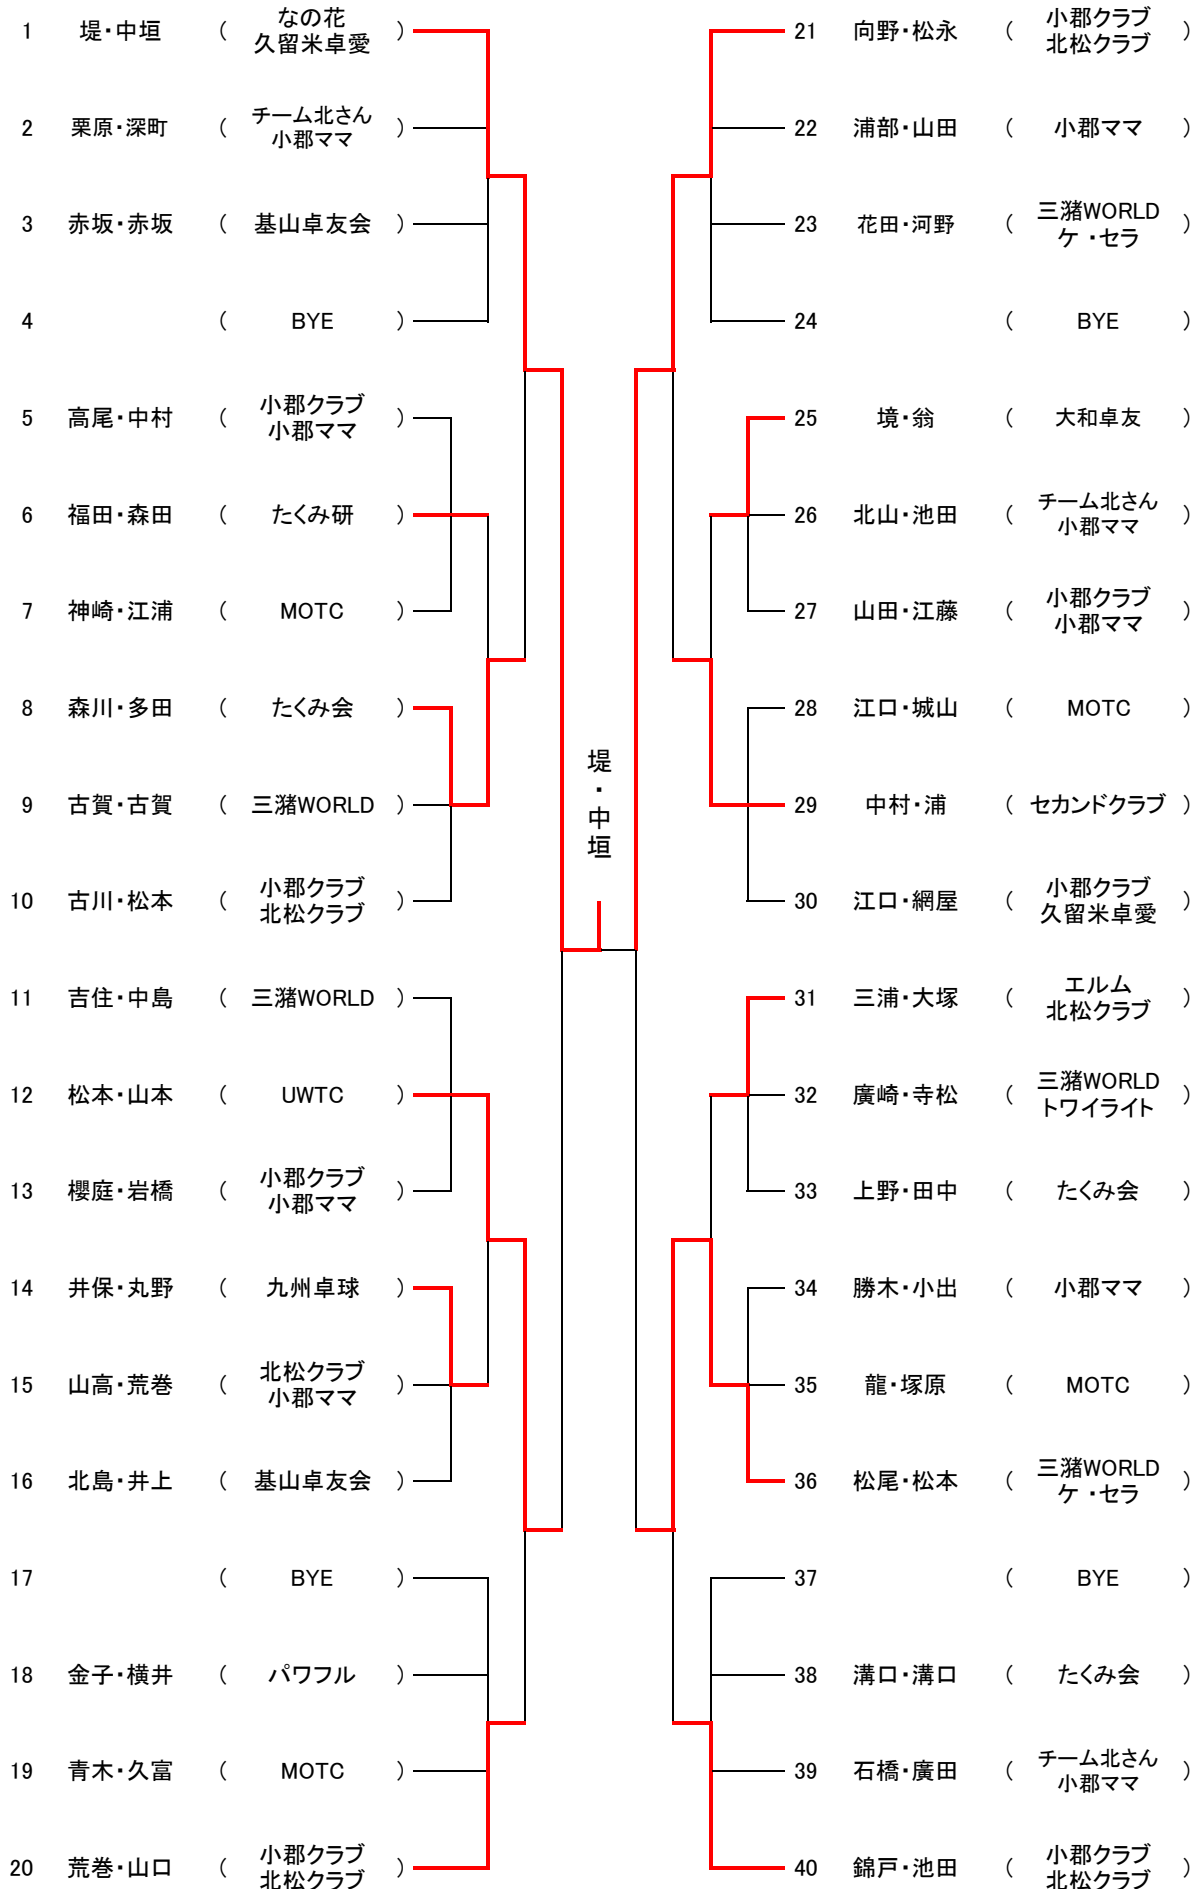 1 堤・中垣 ( なの花 久留米卓愛 )
2 栗原・深町 ( チーム北さん 小郡ママ )
3 赤坂・赤坂 ( 基山卓友会 )
4 ( BYE )
5 高尾・中村 ( 小郡クラブ 小郡ママ )
6 福田・森田 ( たくみ研 )
7 神崎・江浦 ( MOTC )
8 森川・多田 ( たくみ会 )
9 古賀・古賀 ( 三潴WORLD )
10 古川・松本 ( 小郡クラブ 北松クラブ )
11 吉住・中島 ( 三潴WORLD )
12 松本・山本 ( UWTC )
13 櫻庭・岩橋 ( 小郡クラブ 小郡ママ )
14 井保・丸野 ( 九州卓球 )
15 山高・荒巻 ( 北松クラブ 小郡ママ )
16 北島・井上 ( 基山卓友会 )
17 ( BYE )
18 金子・横井 ( パワフル )
19 青木・久富 ( MOTC )
20 荒巻・山口 ( 小郡クラブ 北松クラブ )
堤・中垣
21 向野・松永 ( 小郡クラブ 北松クラブ )
22 浦部・山田 ( 小郡ママ )
23 花田・河野 ( 三潴WORLD ケ・セラ )
24 ( BYE )
25 境・翁 ( 大和卓友 )
26 北山・池田 ( チーム北さん 小郡ママ )
27 山田・江藤 ( 小郡クラブ 小郡ママ )
28 江口・城山 ( MOTC )
29 中村・浦 ( セカンドクラブ )
30 江口・網屋 ( 小郡クラブ 久留米卓愛 )
31 三浦・大塚 ( エルム 北松クラブ )
32 廣崎・寺松 ( 三潴WORLD トワイライト )
33 上野・田中 ( たくみ会 )
34 勝木・小出 ( 小郡ママ )
35 龍・塚原 ( MOTC )
36 松尾・松本 ( 三潴WORLD ケ・セラ )
37 ( BYE )
38 溝口・溝口 ( たくみ会 )
39 石橋・廣田 ( チーム北さん 小郡ママ )
40 錦戸・池田 ( 小郡クラブ 北松クラブ )